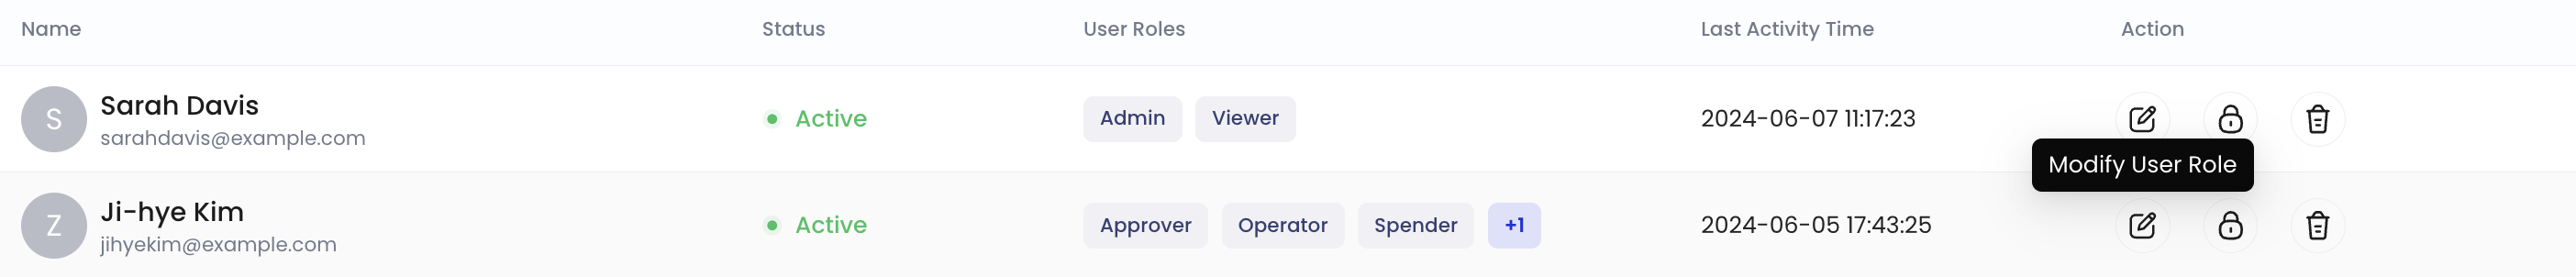 Name Status User Roles Last Activity Time Action
S Sarah Davis Active Admin Viewer 2024-06-07 11:17:23
sarahdavis@example.com
Modify User Role
Z Ji-hye Kim Active Approver Operator Spender +1 2024-06-05 17:43:25
jihyekim@example.com